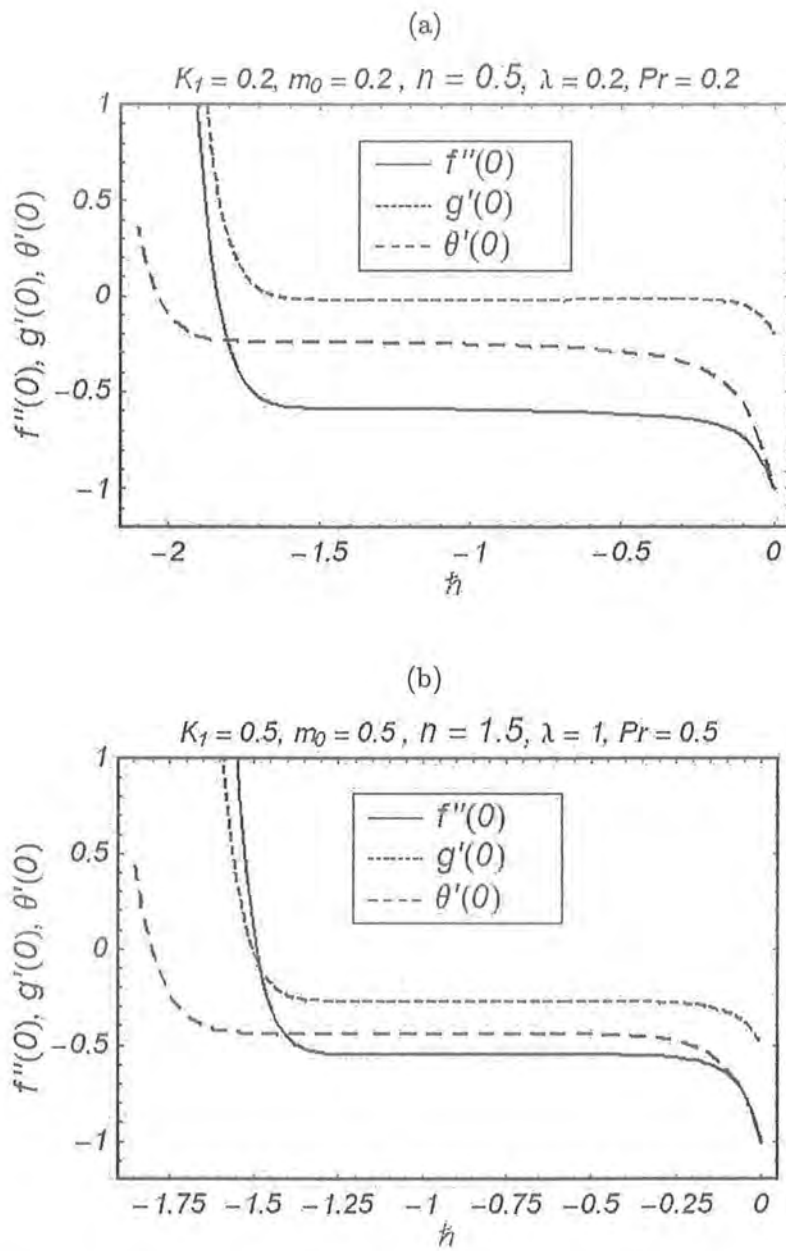 (a)
K₁ = 0.2, m₀ = 0.2 , n = 0.5, λ = 0.2, Pr = 0.2
f''(0), g'(0), θ'(0)
1
0.5
0
−0.5
−1
f''(0)
g'(0)
θ'(0)
−2 −1.5 −1 −0.5 0
ℏ
(b)
K₁ = 0.5, m₀ = 0.5 , n = 1.5, λ = 1, Pr = 0.5
f''(0), g'(0), θ'(0)
1
0.5
0
−0.5
−1
f''(0)
g'(0)
θ'(0)
−1.75 −1.5 −1.25 −1 −0.75 −0.5 −0.25 0
ℏ